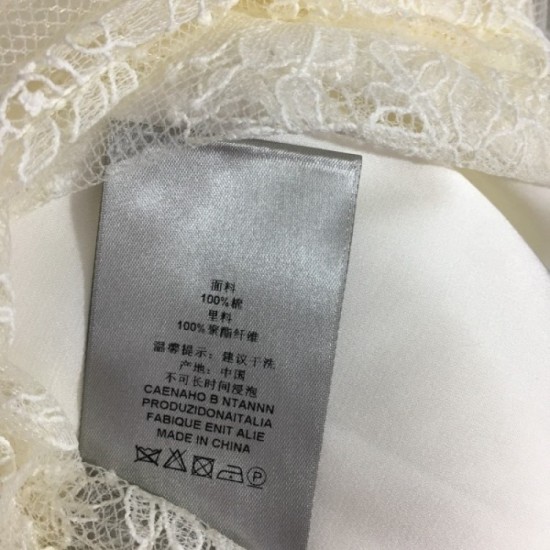 面料
100%棉
里料
100%聚酯纤维
温馨提示：建议干洗
产地：中国
不可长时间浸泡
CAENAHO B NTANNN
PRODUZIDONAITALIA
FABIQUE ENIT ALIE
MADE IN CHINA
P